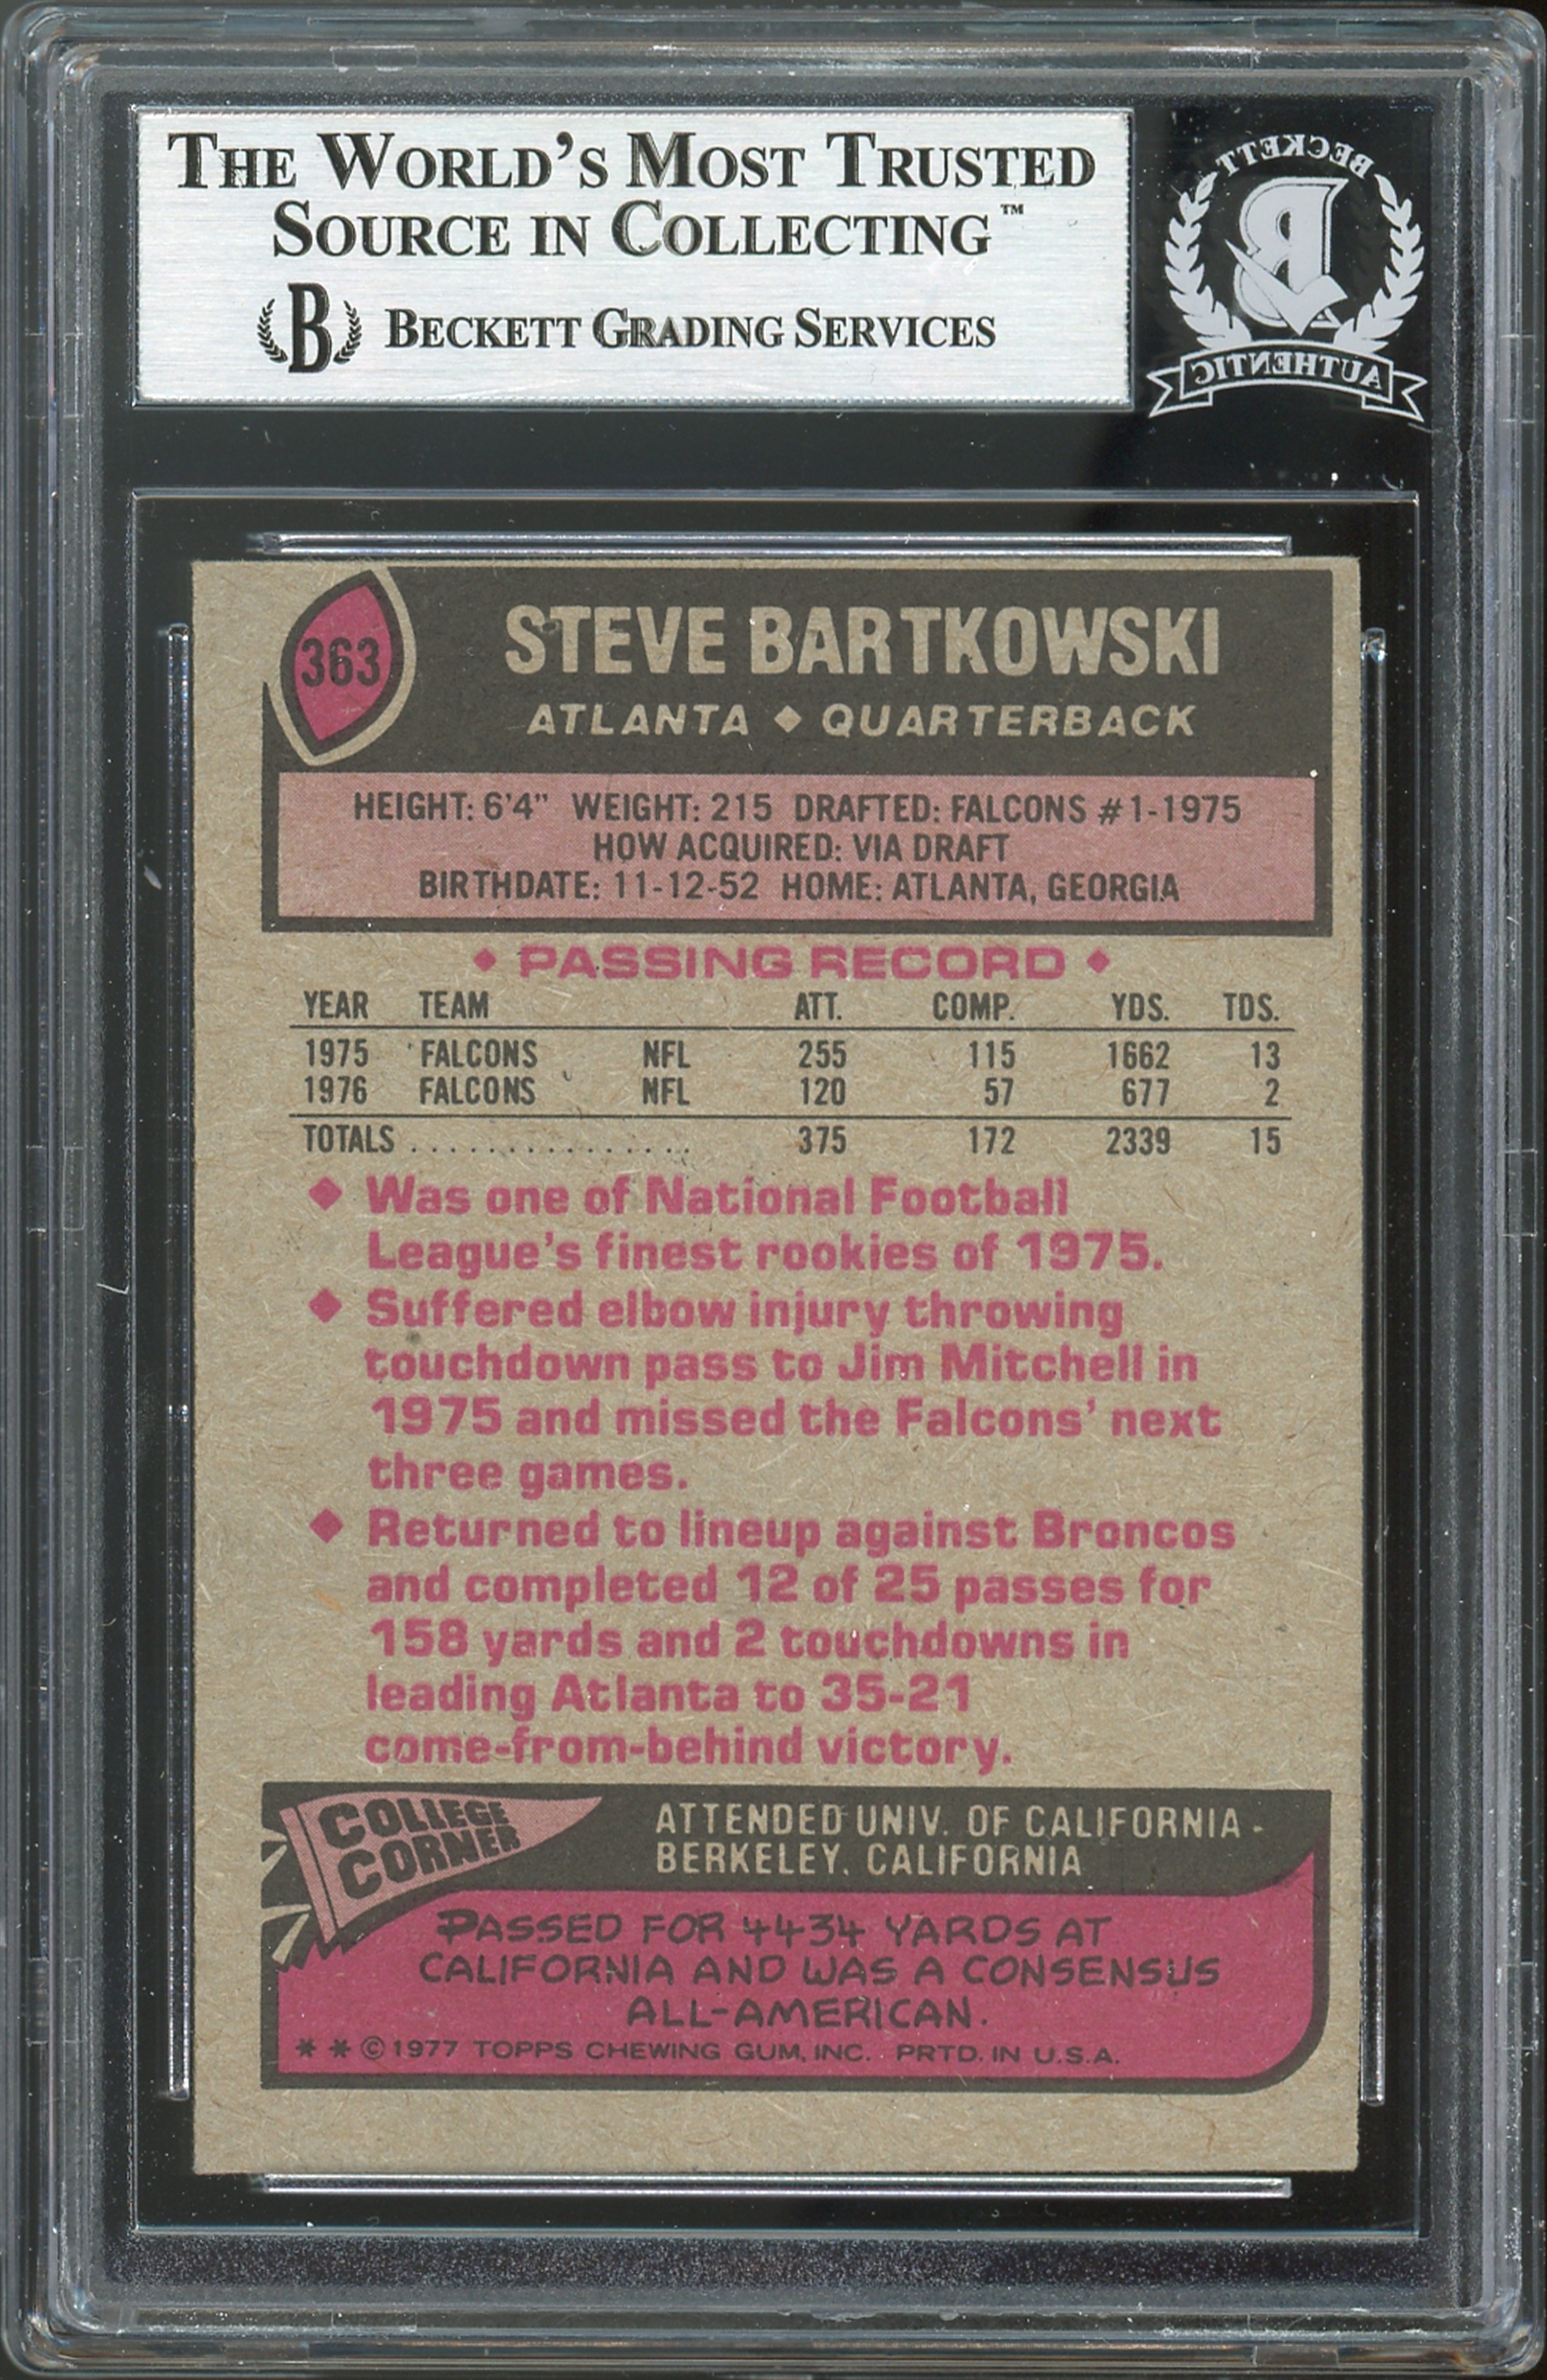 THE WORLD'S MOST TRUSTED
SOURCE IN COLLECTING™
B BECKETT GRADING SERVICES
BECKETT
B
AUTHENTIC
363
STEVE BARTKOWSKI
ATLANTA ◆ QUARTERBACK
HEIGHT: 6'4" WEIGHT: 215 DRAFTED: FALCONS #1-1975
HOW ACQUIRED: VIA DRAFT
BIRTHDATE: 11-12-52 HOME: ATLANTA, GEORGIA
◆ PASSING RECORD ◆
YEAR TEAM ATT. COMP. YDS. TDS.
1975 FALCONS NFL 255 115 1662 13
1976 FALCONS NFL 120 57 677 2
TOTALS ............... 375 172 2339 15
◆ Was one of National Football
League's finest rookies of 1975.
◆ Suffered elbow injury throwing
touchdown pass to Jim Mitchell in
1975 and missed the Falcons' next
three games.
◆ Returned to lineup against Broncos
and completed 12 of 25 passes for
158 yards and 2 touchdowns in
leading Atlanta to 35-21
come-from-behind victory.
COLLEGE
CORNER
ATTENDED UNIV. OF CALIFORNIA -
BERKELEY, CALIFORNIA
PASSED FOR 4434 YARDS AT
CALIFORNIA AND WAS A CONSENSUS
ALL-AMERICAN.
* * © 1977 TOPPS CHEWING GUM, INC. PRTD. IN U.S.A.